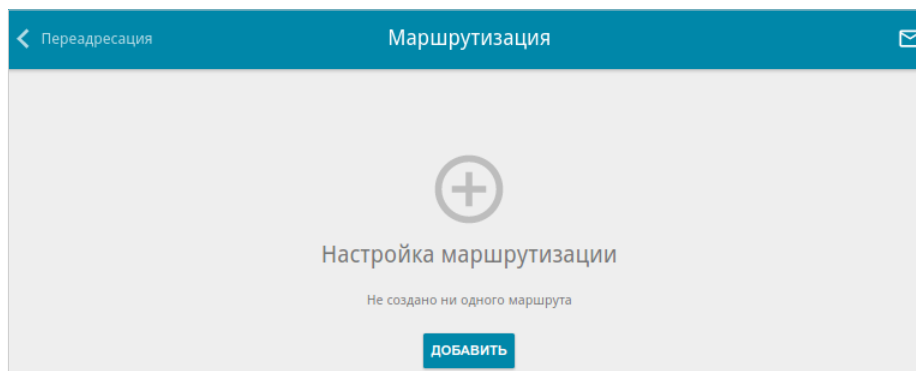 Переадресация
Маршрутизация
Настройка маршрутизации
Не создано ни одного маршрута
ДОБАВИТЬ